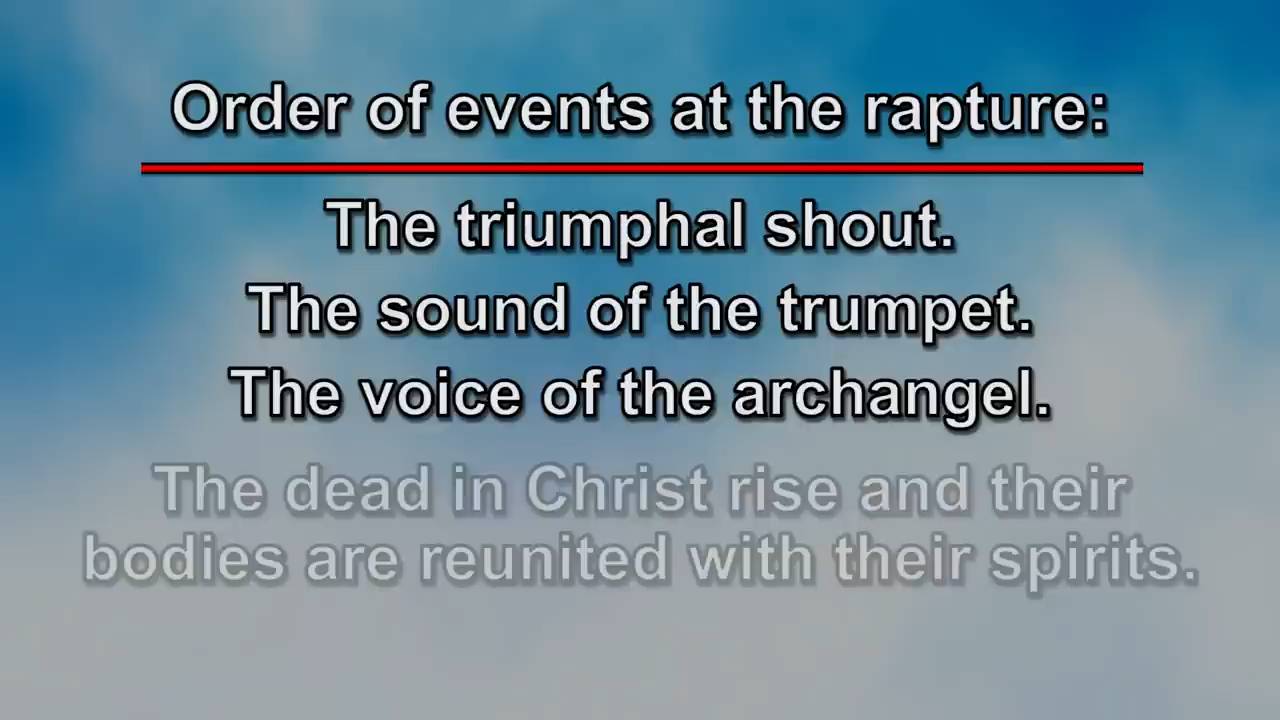 Order of events at the rapture:
The triumphal shout.
The sound of the trumpet.
The voice of the archangel.
The dead in Christ rise and their
bodies are reunited with their spirits.